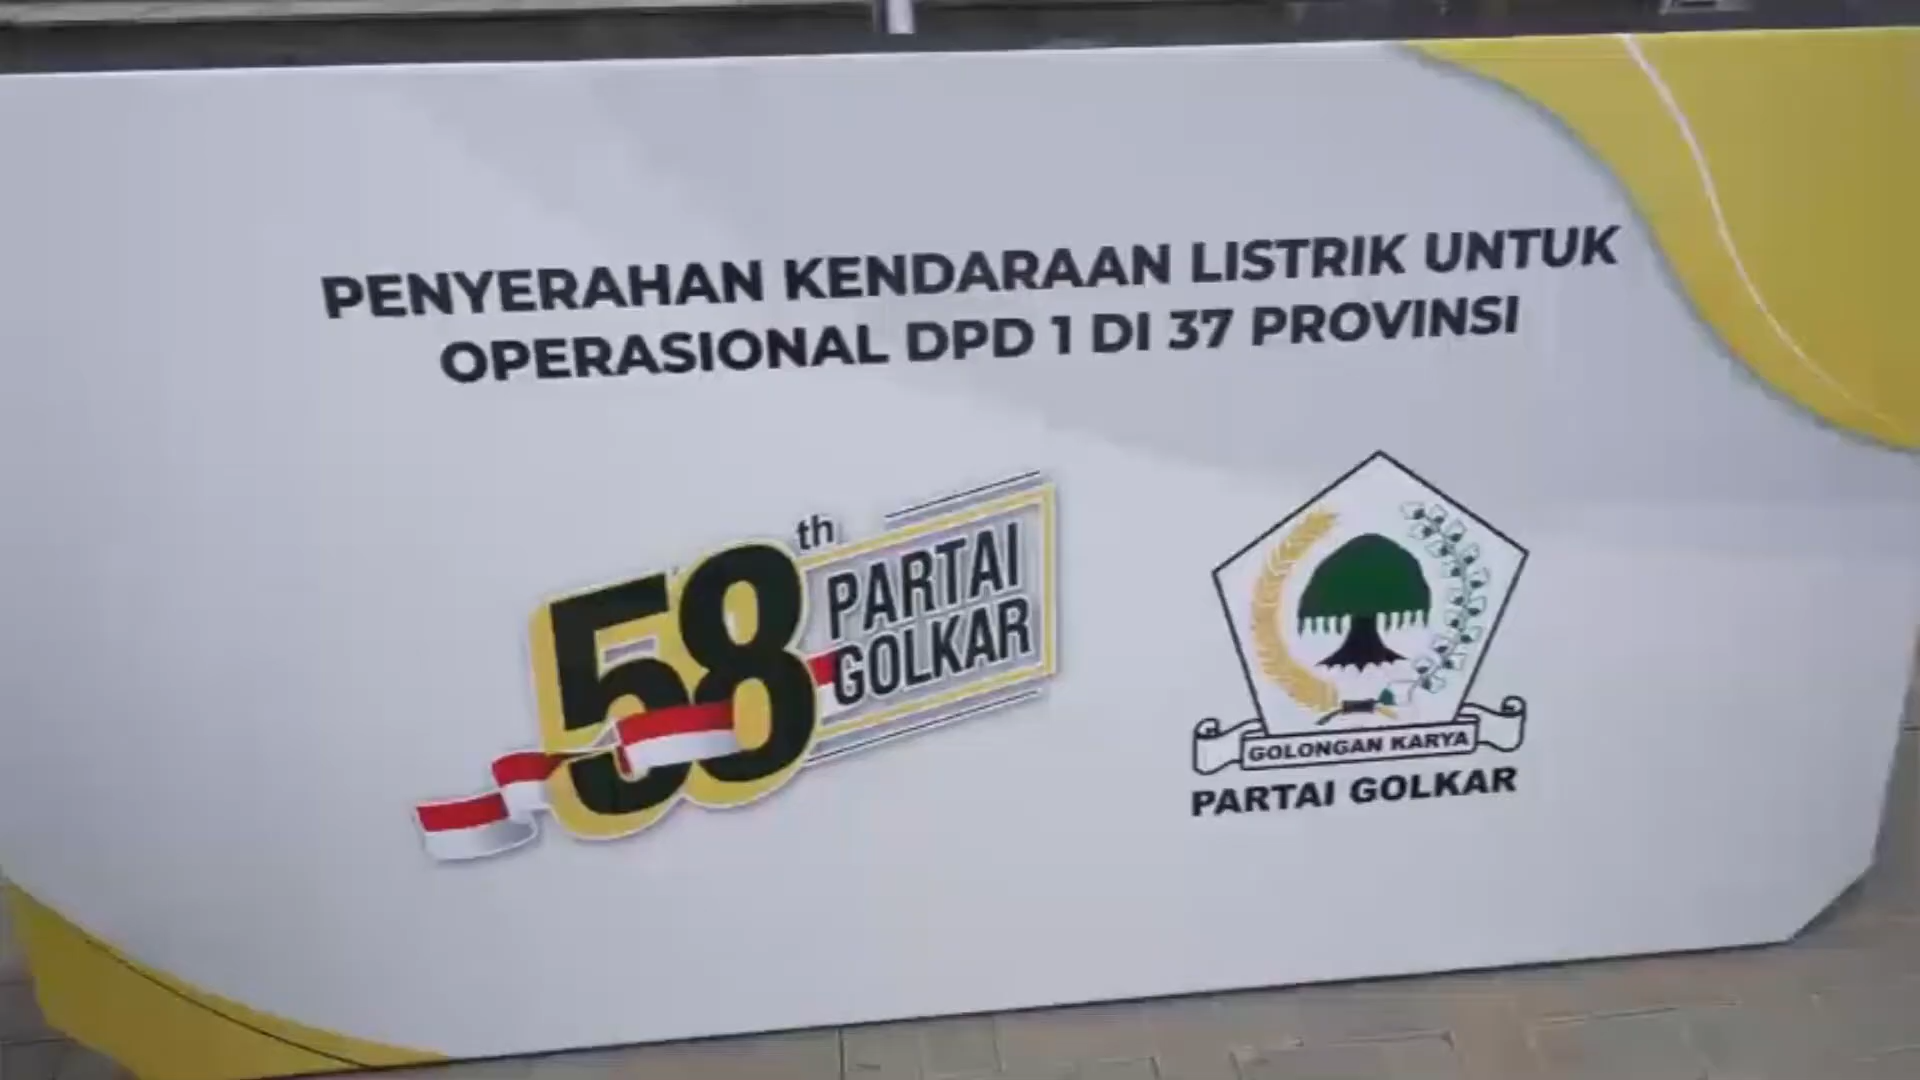 PENYERAHAN KENDARAAN LISTRIK UNTUK
OPERASIONAL DPD 1 DI 37 PROVINSI
58th PARTAI
GOLKAR
GOLONGAN KARYA
PARTAI GOLKAR